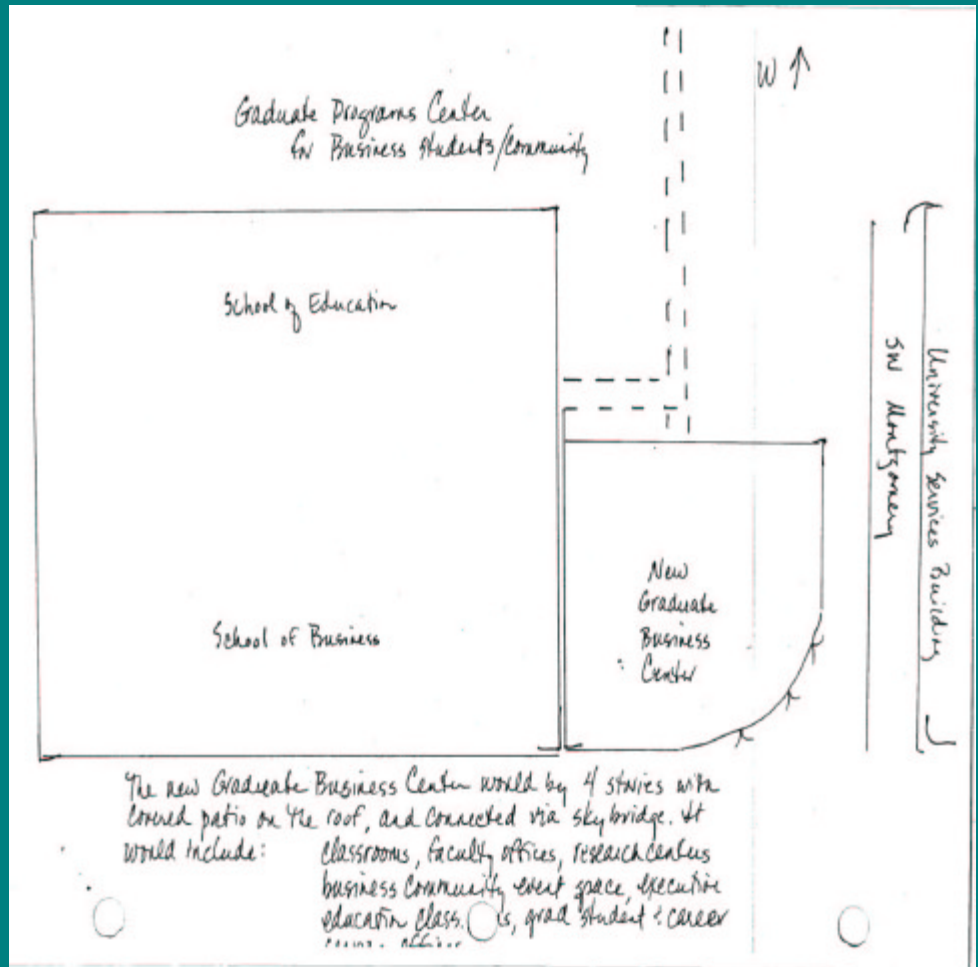 W ↑
Gaduate Programs Center
for Business Students/Community
School of Education
School of Business
New
Graduate
Business
Center
SW Montgomery
University Services Building
The new Graduate Business Center would by 4 stories with
covered patio on the roof, and connected via skybridge. It
would include: classrooms, faculty offices, research centers
business community event space, executive
education class, grad student & career